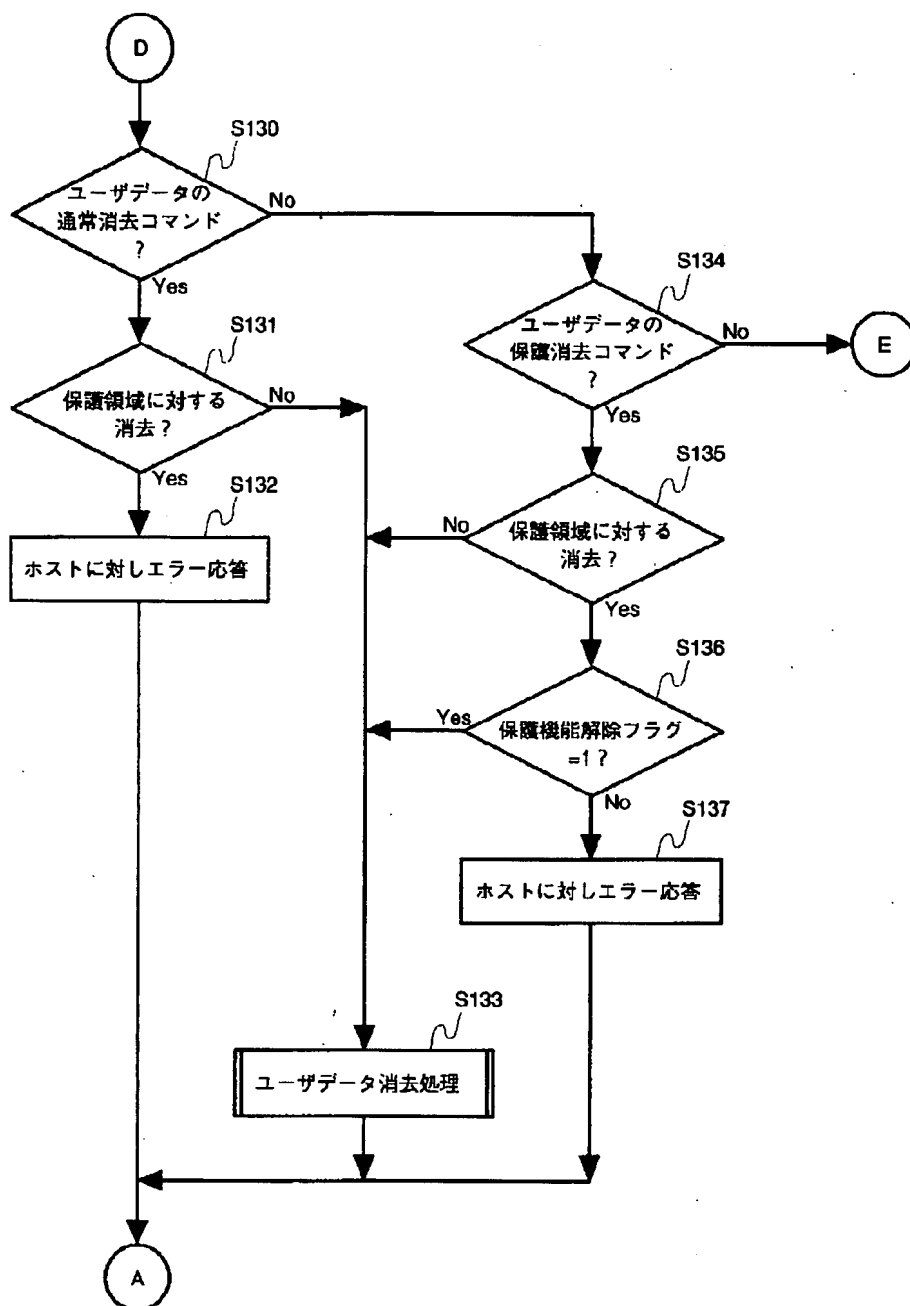 D
S130
ユーザデータの
通常消去コマンド
?
No
Yes
S134
ユーザデータの
保護消去コマンド
?
No
E
Yes
S131
保護領域に対する
消去?
No
Yes
S132
ホストに対しエラー応答
S135
保護領域に対する
消去?
No
Yes
S136
保護機能解除フラグ
=1?
Yes
No
S137
ホストに対しエラー応答
S133
ユーザデータ消去処理
A